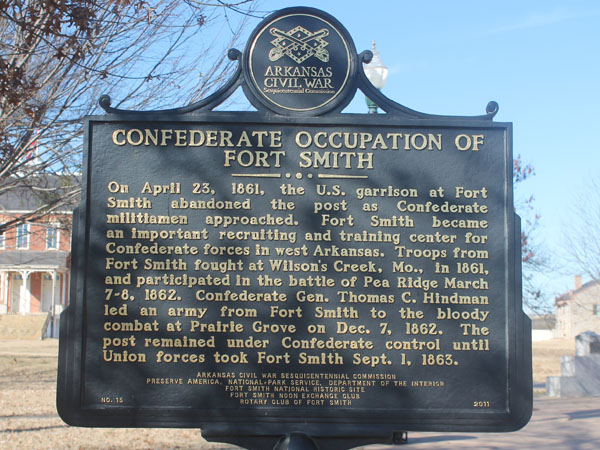 ARKANSAS
CIVIL WAR
Sesquicentennial Commission
CONFEDERATE OCCUPATION OF
FORT SMITH
On April 23, 1861, the U.S. garrison at Fort
Smith abandoned the post as Confederate
militiamen approached. Fort Smith became
an important recruiting and training center for
Confederate forces in west Arkansas. Troops from
Fort Smith fought at Wilson's Creek, Mo., in 1861,
and participated in the battle of Pea Ridge March
7-8, 1862. Confederate Gen. Thomas C. Hindman
led an army from Fort Smith to the bloody
combat at Prairie Grove on Dec. 7, 1862. The
post remained under Confederate control until
Union forces took Fort Smith Sept. 1, 1863.
ARKANSAS CIVIL WAR SESQUICENTENNIAL COMMISSION
PRESERVE AMERICA, NATIONAL PARK SERVICE, DEPARTMENT OF THE INTERIOR
FORT SMITH NATIONAL HISTORIC SITE
FORT SMITH NOON EXCHANGE CLUB
ROTARY CLUB OF FORT SMITH
NO. 15 2011